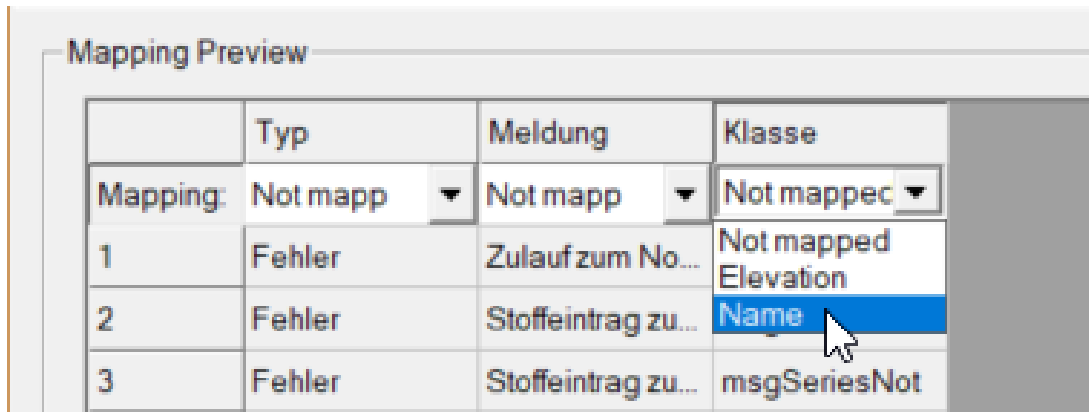 Mapping Preview
Typ Meldung Klasse
Mapping: Not mapp Not mapp Not mapped
Not mapped
1 Fehler Zulauf zum No...
Elevation
2 Fehler Stoffeintrag zu... Name
3 Fehler Stoffeintrag zu... msgSeriesNot